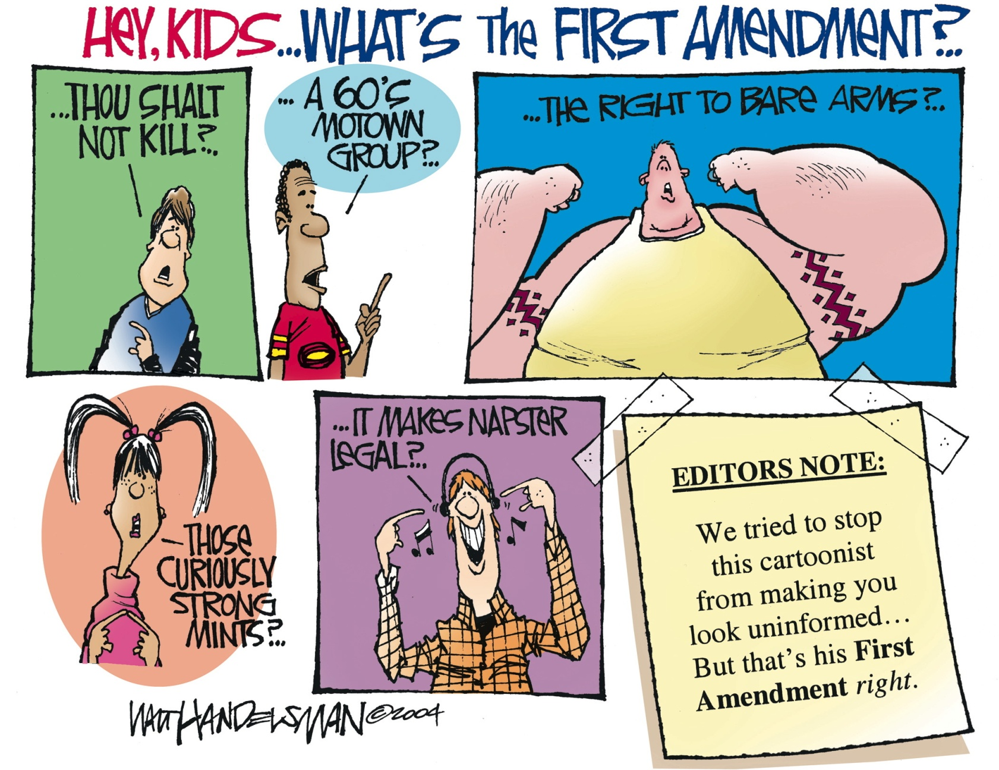 HEY, KIDS...WHAT'S The FIRST AMeNDMeNT?...
...THOU SHALT
NOT KILL?...
... A 60'S
MOTOWN
GROUP?...
...THE RIGHT TO BARe ARMS?...
THOSe
CURIOUSLY
STRONG
MINTS?...
...IT MAKeS NAPSTeR
LeGAL?...
EDITORS NOTE:
We tried to stop
this cartoonist
from making you
look uninformed…
But that's his First
Amendment right.
WALT HANDELSMAN ©2004